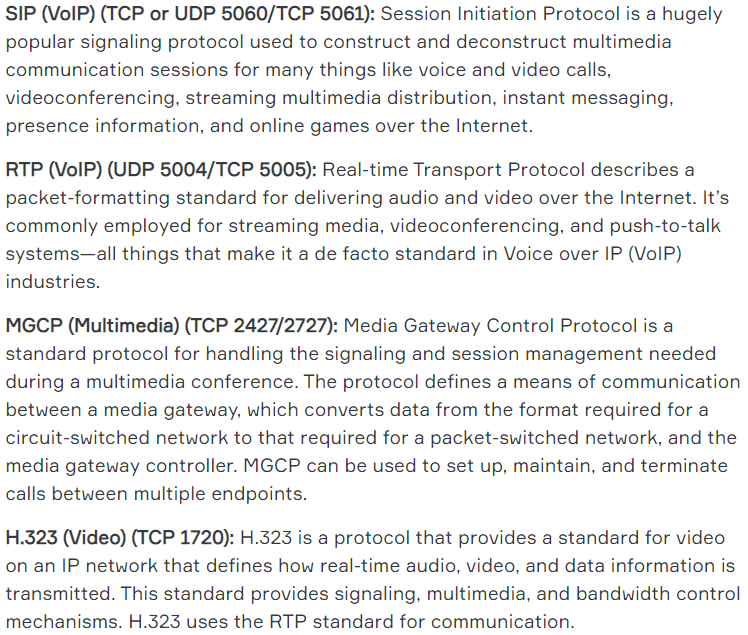 SIP (VoIP) (TCP or UDP 5060/TCP 5061): Session Initiation Protocol is a hugely
popular signaling protocol used to construct and deconstruct multimedia
communication sessions for many things like voice and video calls,
videoconferencing, streaming multimedia distribution, instant messaging,
presence information, and online games over the Internet.
RTP (VoIP) (UDP 5004/TCP 5005): Real-time Transport Protocol describes a
packet-formatting standard for delivering audio and video over the Internet. It’s
commonly employed for streaming media, videoconferencing, and push-to-talk
systems—all things that make it a de facto standard in Voice over IP (VoIP)
industries.
MGCP (Multimedia) (TCP 2427/2727): Media Gateway Control Protocol is a
standard protocol for handling the signaling and session management needed
during a multimedia conference. The protocol defines a means of communication
between a media gateway, which converts data from the format required for a
circuit-switched network to that required for a packet-switched network, and the
media gateway controller. MGCP can be used to set up, maintain, and terminate
calls between multiple endpoints.
H.323 (Video) (TCP 1720): H.323 is a protocol that provides a standard for video
on an IP network that defines how real-time audio, video, and data information is
transmitted. This standard provides signaling, multimedia, and bandwidth control
mechanisms. H.323 uses the RTP standard for communication.